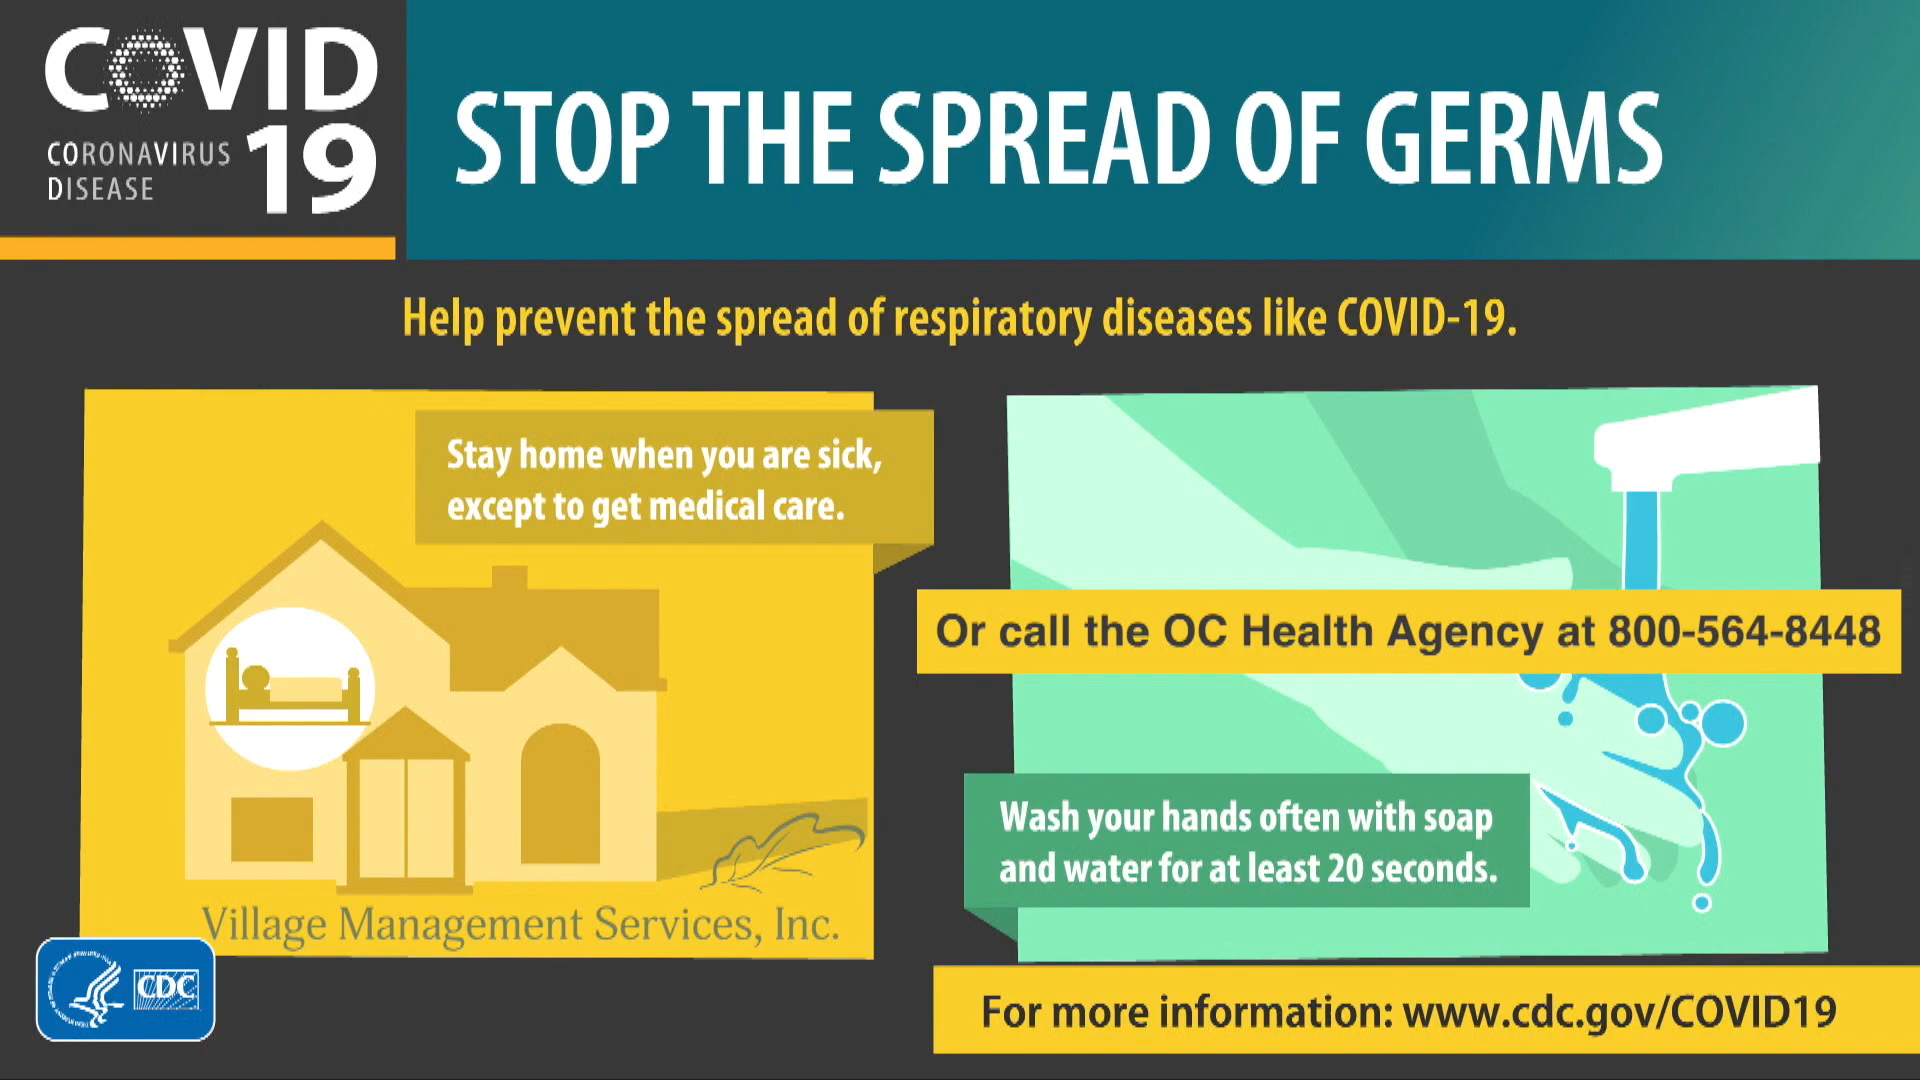 COVID
CORONAVIRUS
DISEASE
19
STOP THE SPREAD OF GERMS
Help prevent the spread of respiratory diseases like COVID-19.
Stay home when you are sick,
except to get medical care.
Or call the OC Health Agency at 800-564-8448
Wash your hands often with soap
and water for at least 20 seconds.
Village Management Services, Inc.
CDC
For more information: www.cdc.gov/COVID19